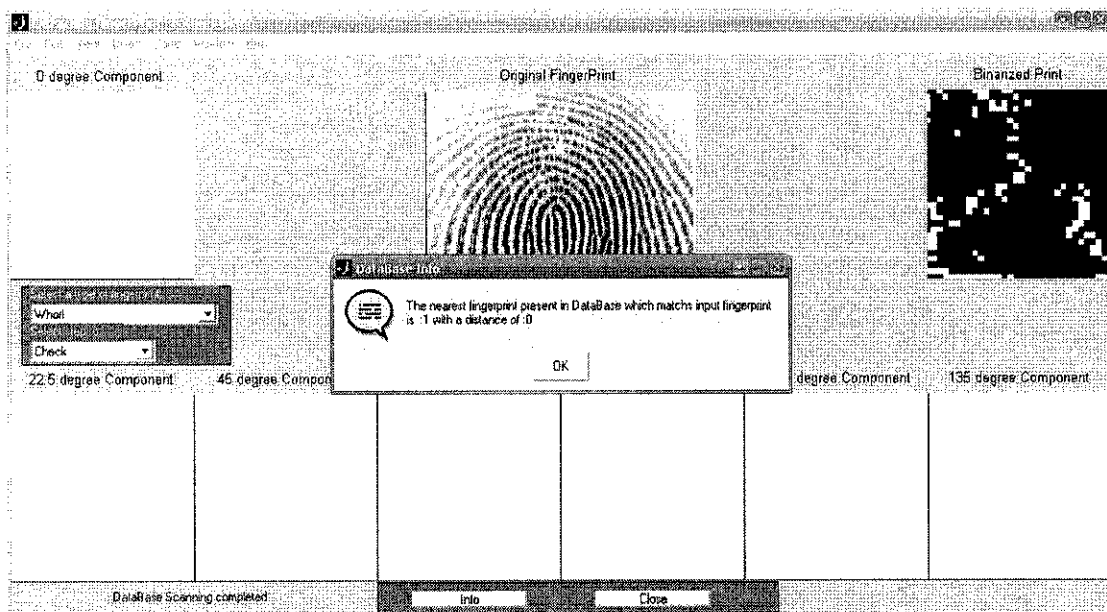 0 degree Component
Original FingerPrint
Binarized Print
DataBase Info
The nearest fingerprint present in DataBase which matchs input fingerprint
is :1 with a distance of :0
OK
Whorl
Check
22.5 degree Component
45 degree Compon
degree Component
135 degree Component
DataBase Scanning completed
Info
Close